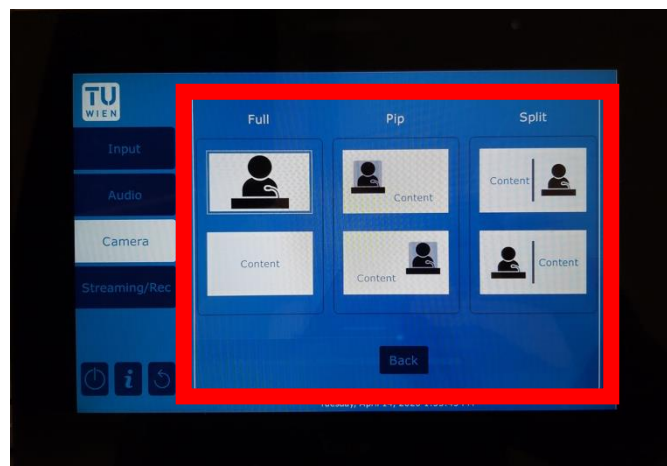 TU
WIEN
Input
Audio
Camera
Streaming/Rec
i
Full
Pip
Split
Content
Content
Content
Content
Content
Back